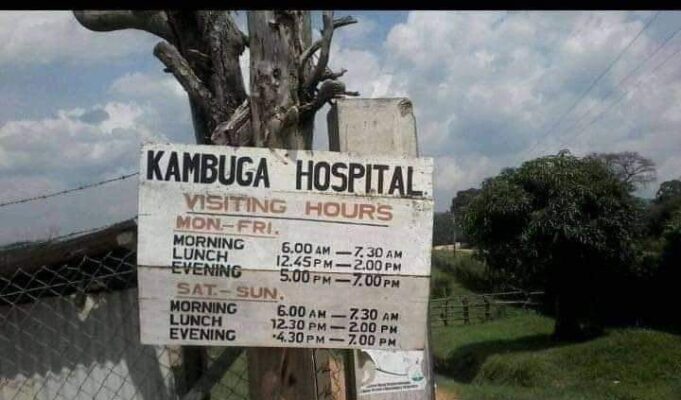 KAMBUGA HOSPITAL.
VISITING HOURS
MON-FRI.
MORNING 6.00 AM — 7.30 AM
LUNCH 12.45 PM — 2.00 PM
EVENING 5.00 PM — 7.00 PM
SAT.-SUN.
MORNING 6.00 AM — 7.30 AM
LUNCH 12.30 PM — 2.00 PM
EVENING 4.30 PM — 7.00 PM